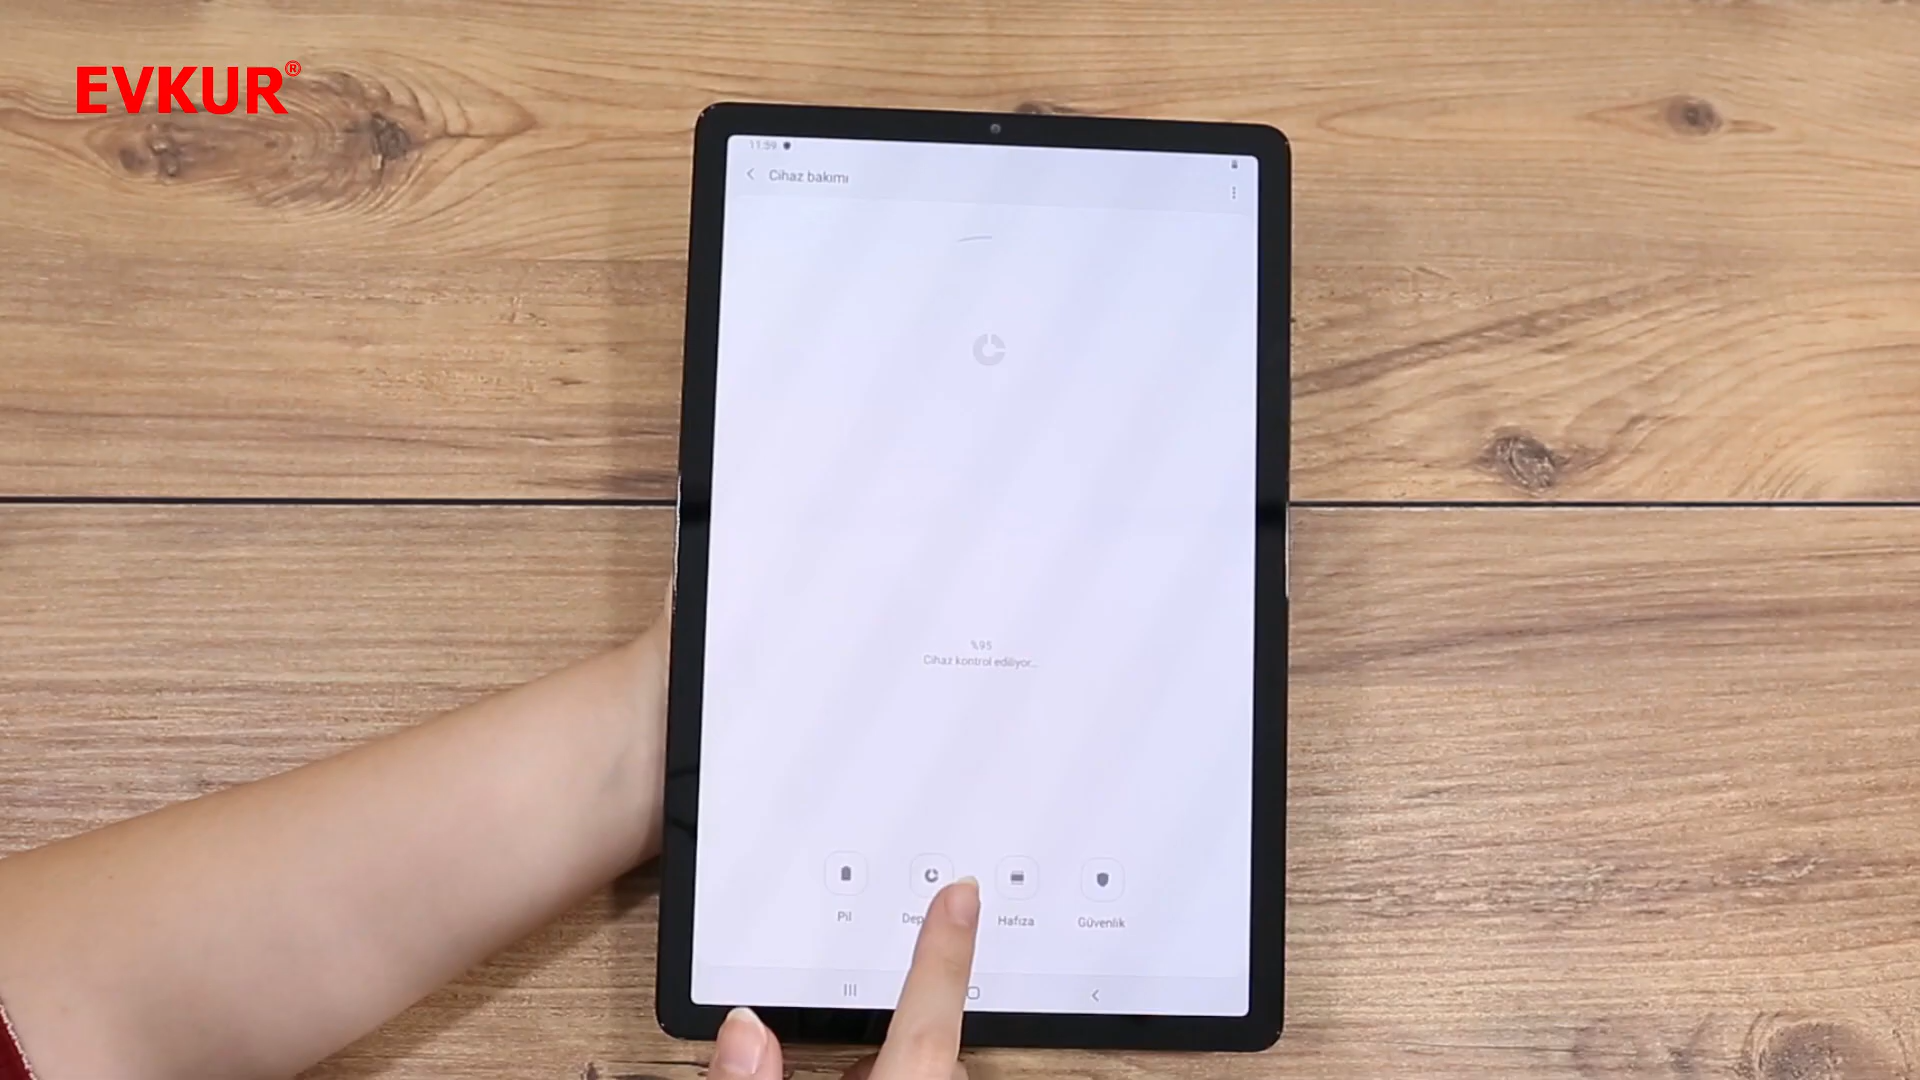 EVKUR®
11:59
Cihaz bakımı
%95
Cihaz kontrol ediliyor...
Pil
Hafıza
Güvenlik